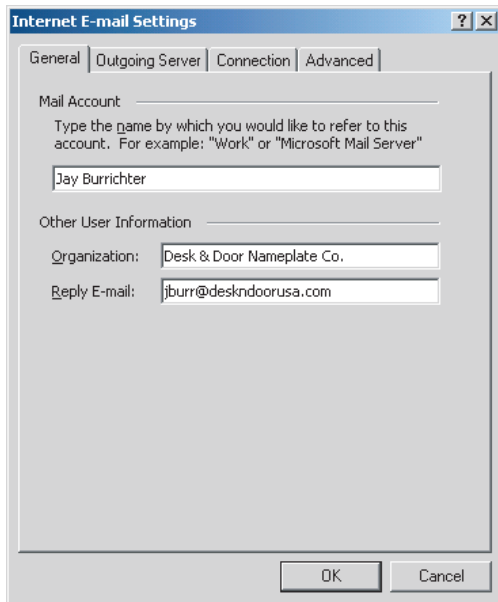 Internet E-mail Settings
General
Outgoing Server
Connection
Advanced
Mail Account
Type the name by which you would like to refer to this
account.  For example: "Work" or "Microsoft Mail Server"
Jay Burrichter
Other User Information
Organization: Desk & Door Nameplate Co.
Reply E-mail: jburr@deskndoorusa.com
OK
Cancel